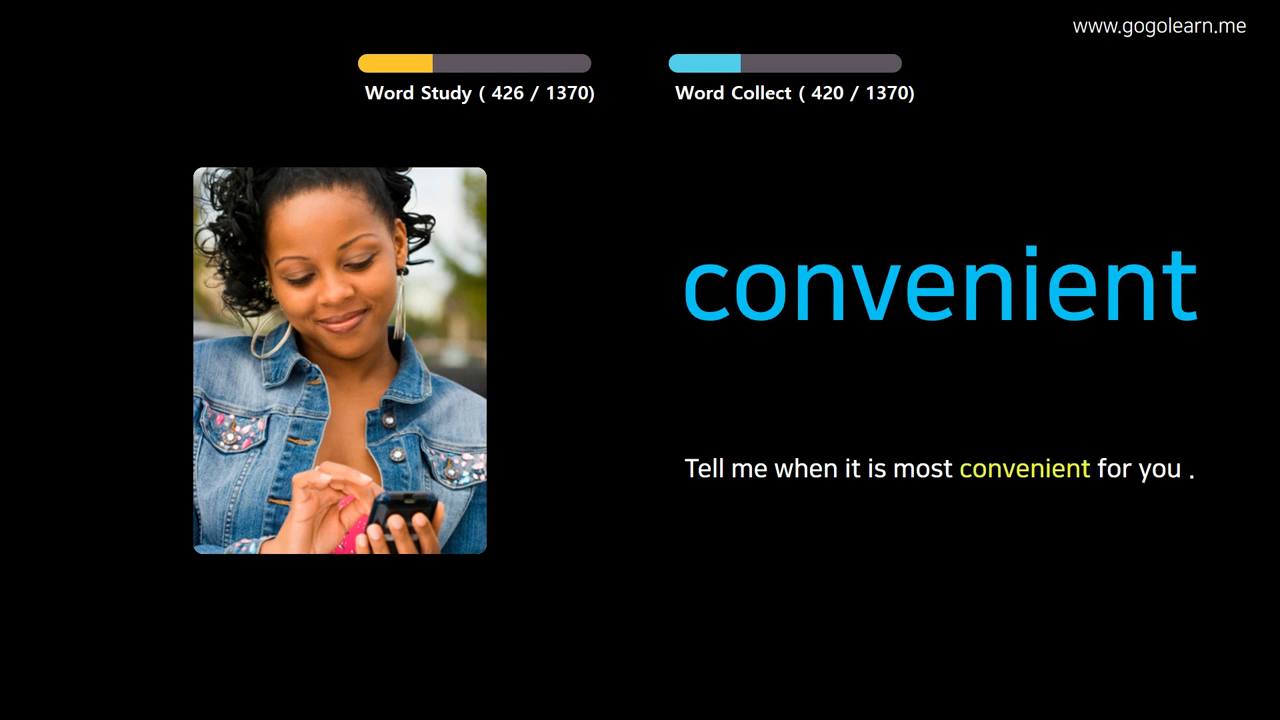 www.gogolearn.me
Word Study ( 426 / 1370)
Word Collect ( 420 / 1370)
convenient
Tell me when it is most convenient for you .